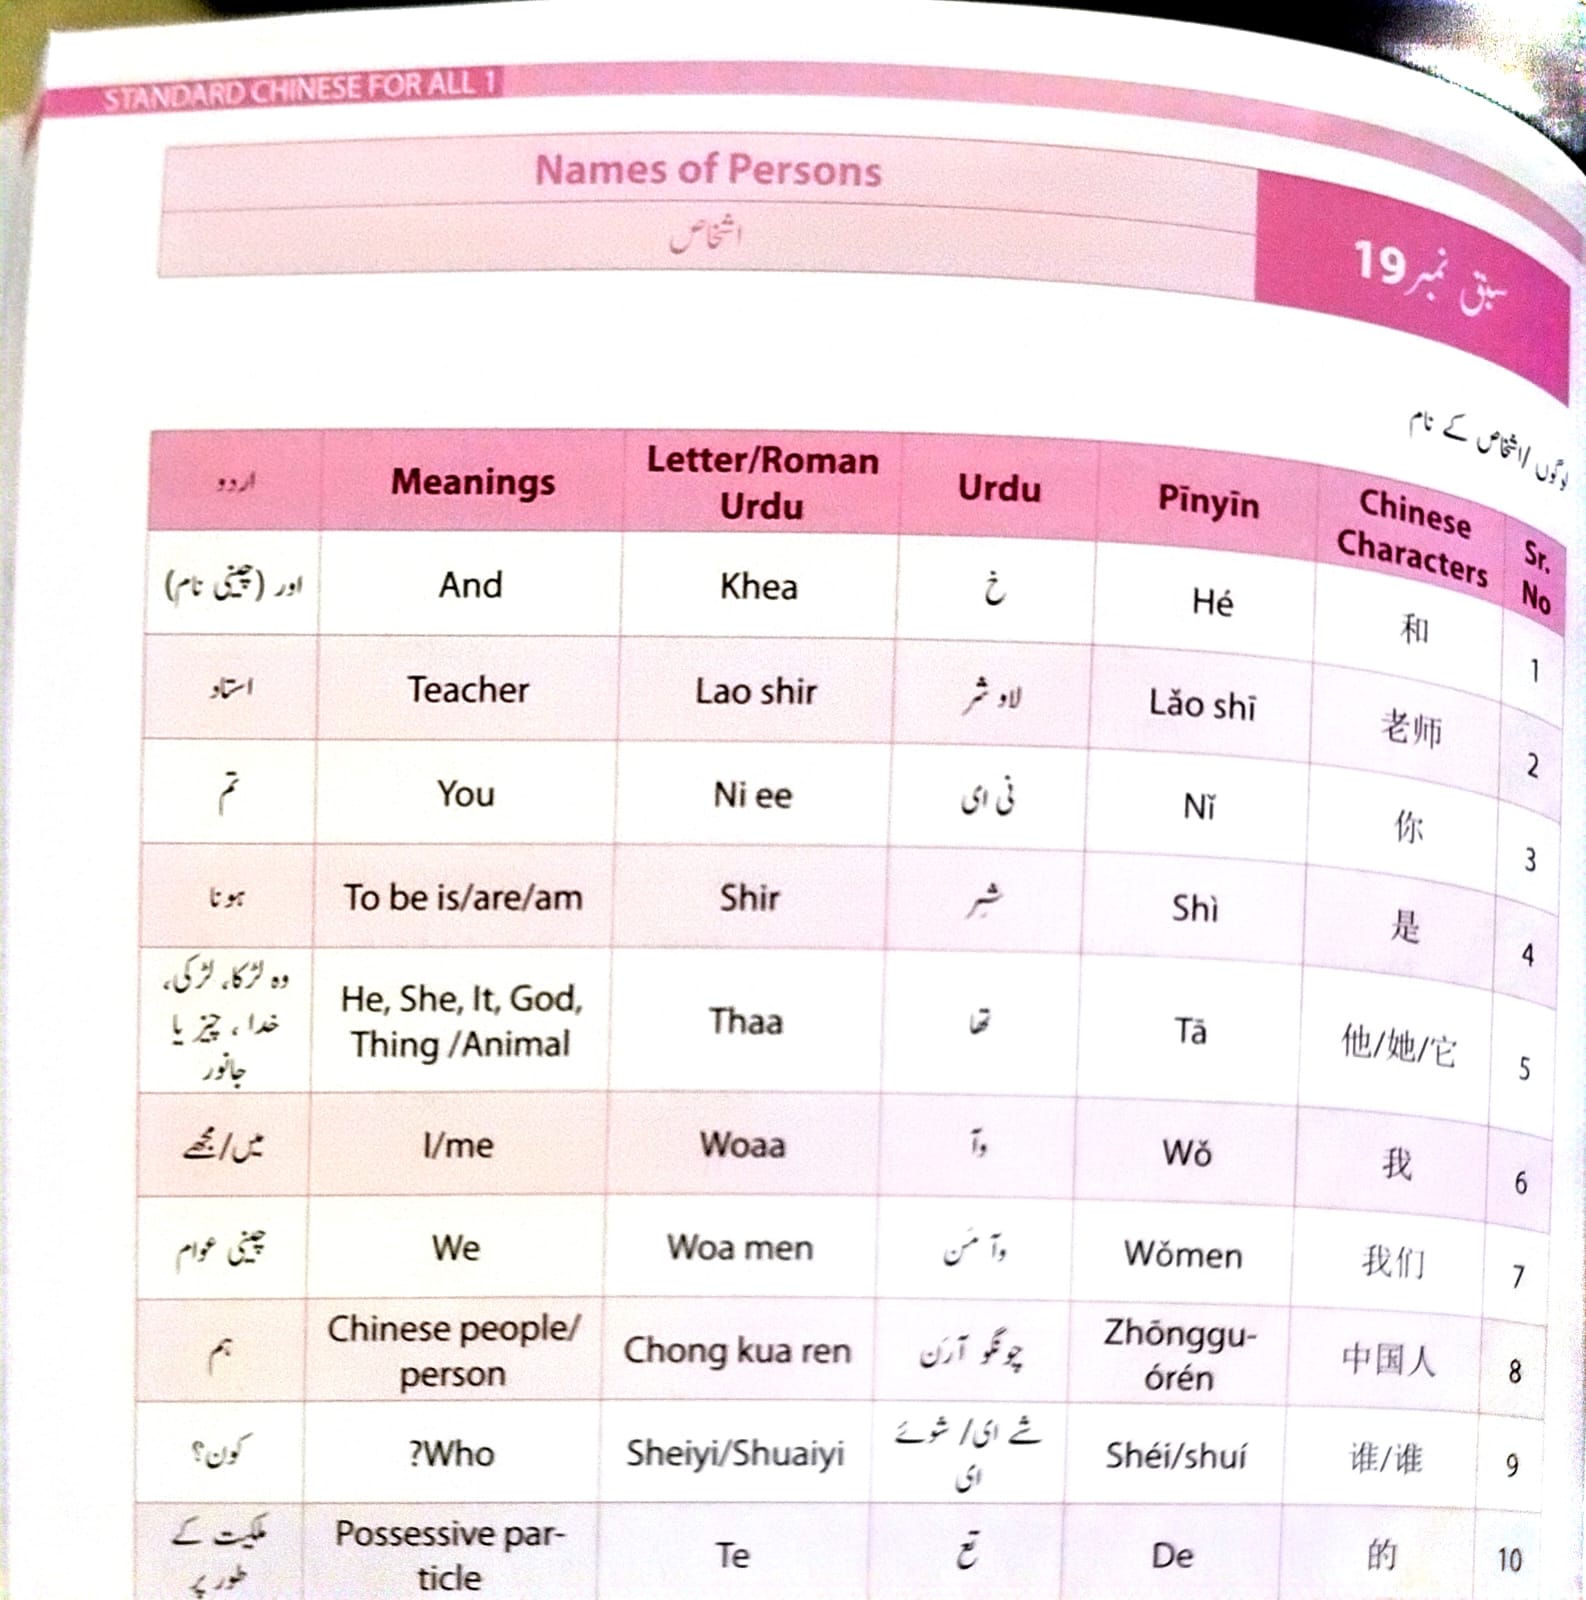 STANDARD CHINESE FOR ALL 1
Names of Persons
اشخاص
سبق نمبر 19
لوگوں / اشخاص کے نام
اردو
Meanings
Letter/Roman
Urdu
Urdu
Pīnyīn
Chinese
Characters
Sr.
No
اور (چینی نام)
And
Khea
خ
Hé
和
1
استاد
Teacher
Lao shir
لاو شر
Lǎo shī
老师
2
تم
You
Ni ee
نی ای
Nǐ
你
3
ہونا
To be is/are/am
Shir
شِر
Shì
是
4
وہ لڑکا، لڑکی،
خدا، چیز یا
جانور
He, She, It, God,
Thing /Animal
Thaa
تھا
Tā
他/她/它
5
میں/مجھے
I/me
Woaa
وآ
Wǒ
我
6
چینی عوام
We
Woa men
وآ مَن
Wǒmen
我们
7
ہم
Chinese people/
person
Chong kua ren
چونگو آرَن
Zhōnggu-
órén
中国人
8
کون؟
?Who
Sheiyi/Shuaiyi
شے ای/ شوئے
ای
Shéi/shuí
谁/谁
9
ملکیت کے
طور پر
Possessive par-
ticle
Te
تع
De
的
10